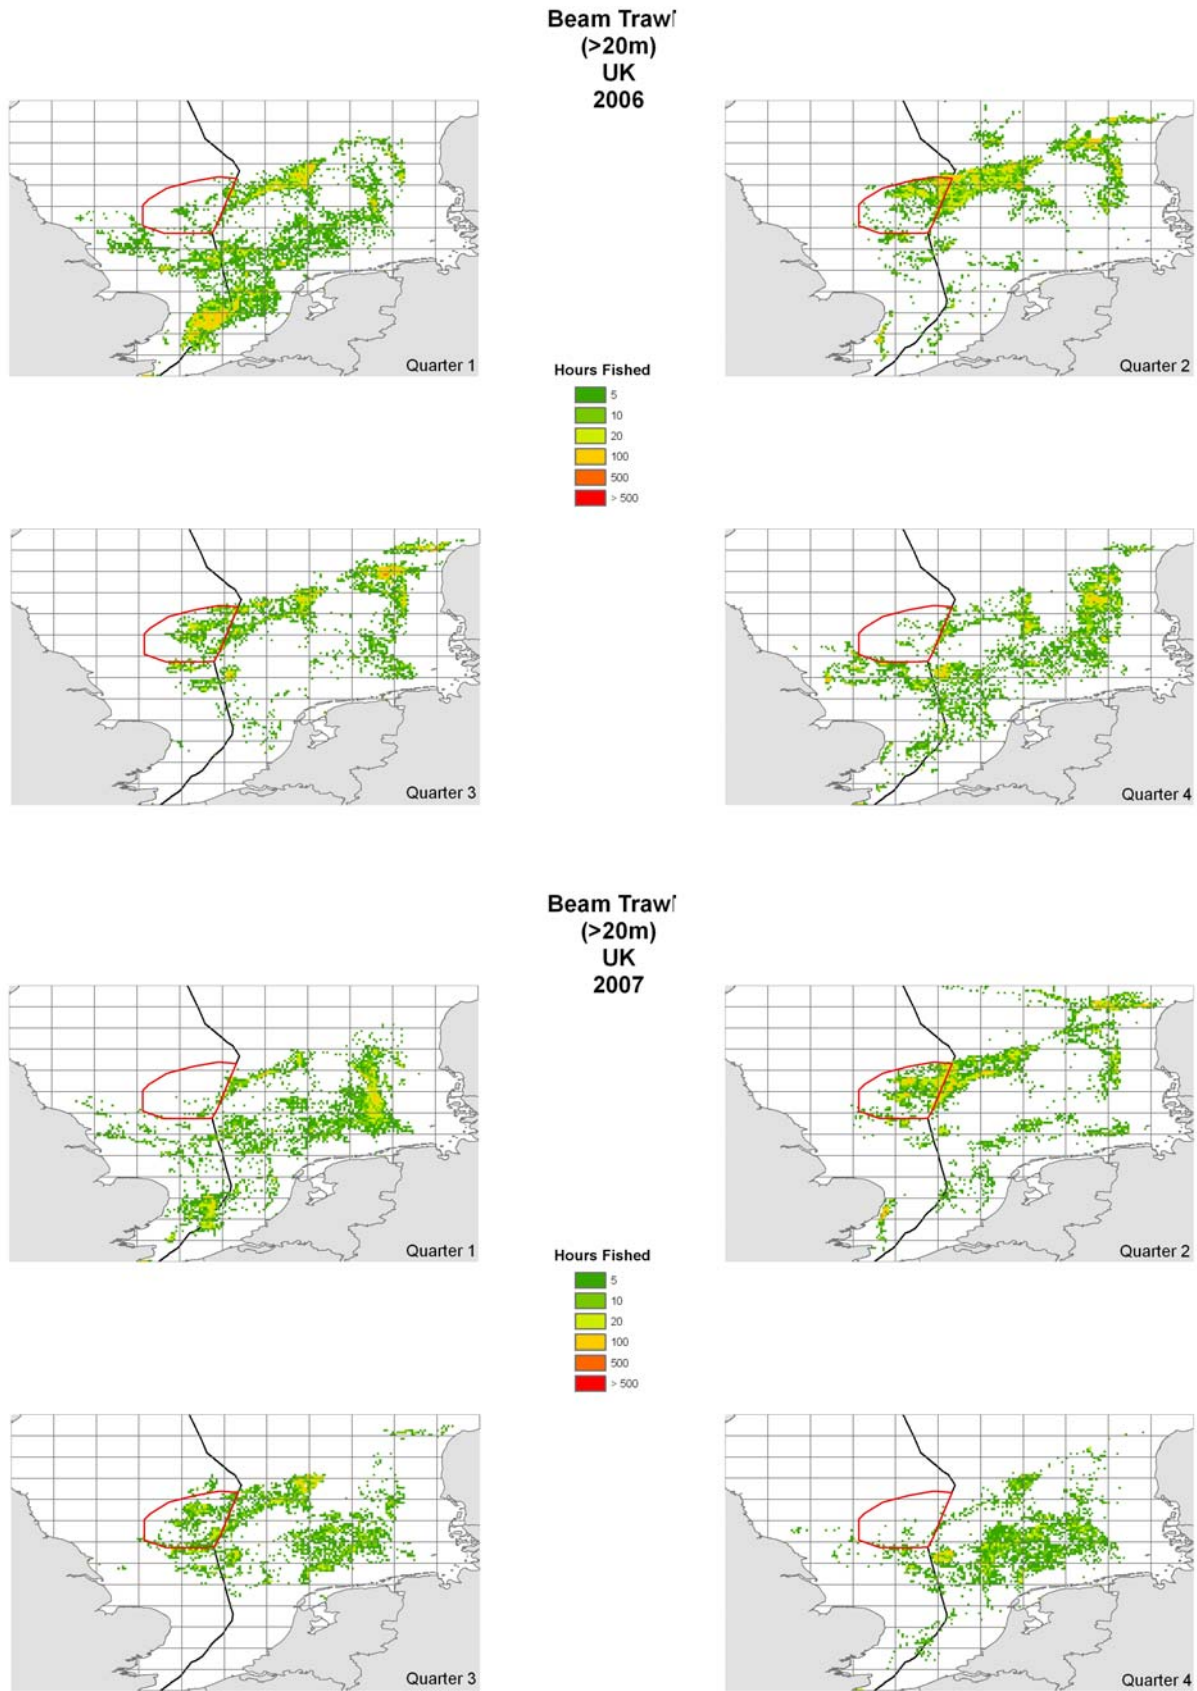 Beam Trawl
(>20m)
UK
2006
Quarter 1
Quarter 2
Hours Fished
5
10
20
100
500
> 500
Quarter 3
Quarter 4
Beam Trawl
(>20m)
UK
2007
Quarter 1
Quarter 2
Hours Fished
5
10
20
100
500
> 500
Quarter 3
Quarter 4